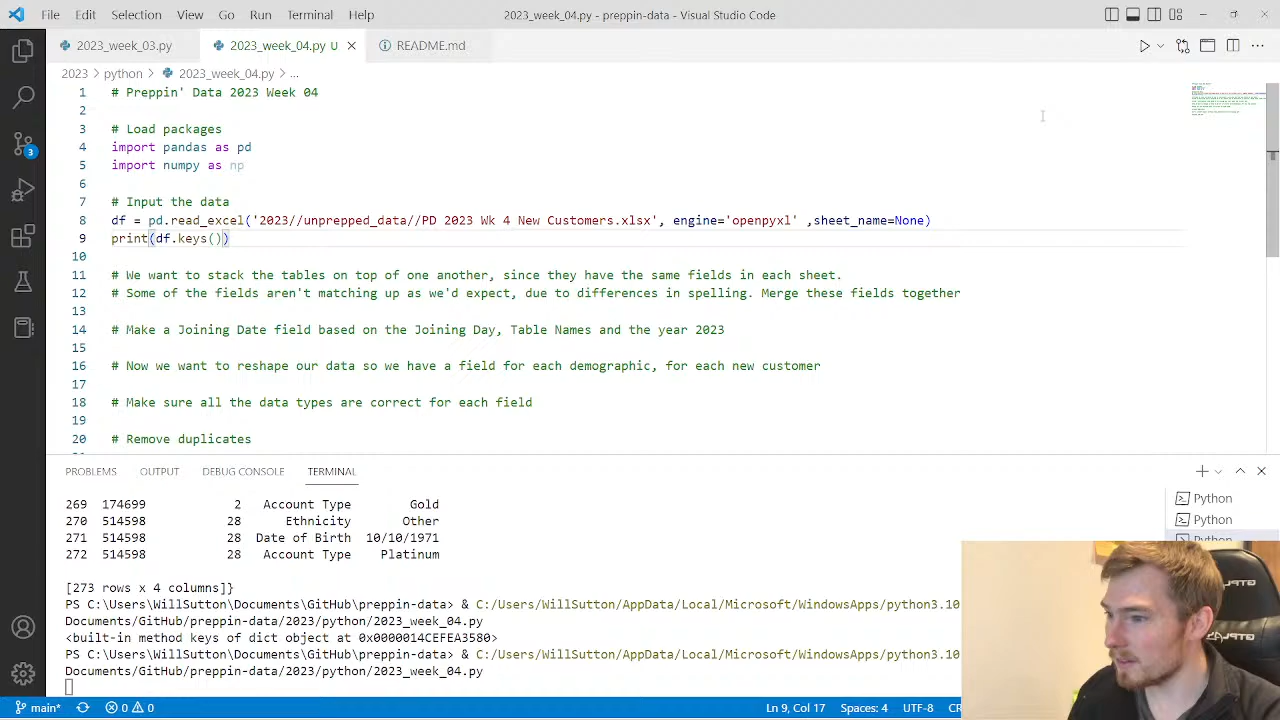 File Edit Selection View Go Run Terminal Help
2023_week_04.py - preppin-data - Visual Studio Code
2023_week_03.py
2023_week_04.py U
README.md
2023 > python > 2023_week_04.py > ...
1 # Preppin' Data 2023 Week 04
2
3 # Load packages
4 import pandas as pd
5 import numpy as np
6
7 # Input the data
8 df = pd.read_excel('2023//unprepped_data//PD 2023 Wk 4 New Customers.xlsx', engine='openpyxl' ,sheet_name=None)
9 print(df.keys())
10
11 # We want to stack the tables on top of one another, since they have the same fields in each sheet.
12 # Some of the fields aren't matching up as we'd expect, due to differences in spelling. Merge these fields together
13
14 # Make a Joining Date field based on the Joining Day, Table Names and the year 2023
15
16 # Now we want to reshape our data so we have a field for each demographic, for each new customer
17
18 # Make sure all the data types are correct for each field
19
20 # Remove duplicates
PROBLEMS OUTPUT DEBUG CONSOLE TERMINAL
269 174699 2 Account Type Gold
270 514598 28 Ethnicity Other
271 514598 28 Date of Birth 10/10/1971
272 514598 28 Account Type Platinum
[273 rows x 4 columns]}
PS C:\Users\WillSutton\Documents\GitHub\preppin-data> & C:/Users/WillSutton/AppData/Local/Microsoft/WindowsApps/python3.10
Documents/GitHub/preppin-data/2023/python/2023_week_04.py
<built-in method keys of dict object at 0x0000014CEFEA3580>
PS C:\Users\WillSutton\Documents\GitHub\preppin-data> & C:/Users/WillSutton/AppData/Local/Microsoft/WindowsApps/python3.10
Documents/GitHub/preppin-data/2023/python/2023_week_04.py
Python
Python
Python
3
GTPLAY
main* 0 0
Ln 9, Col 17 Spaces: 4 UTF-8 CR